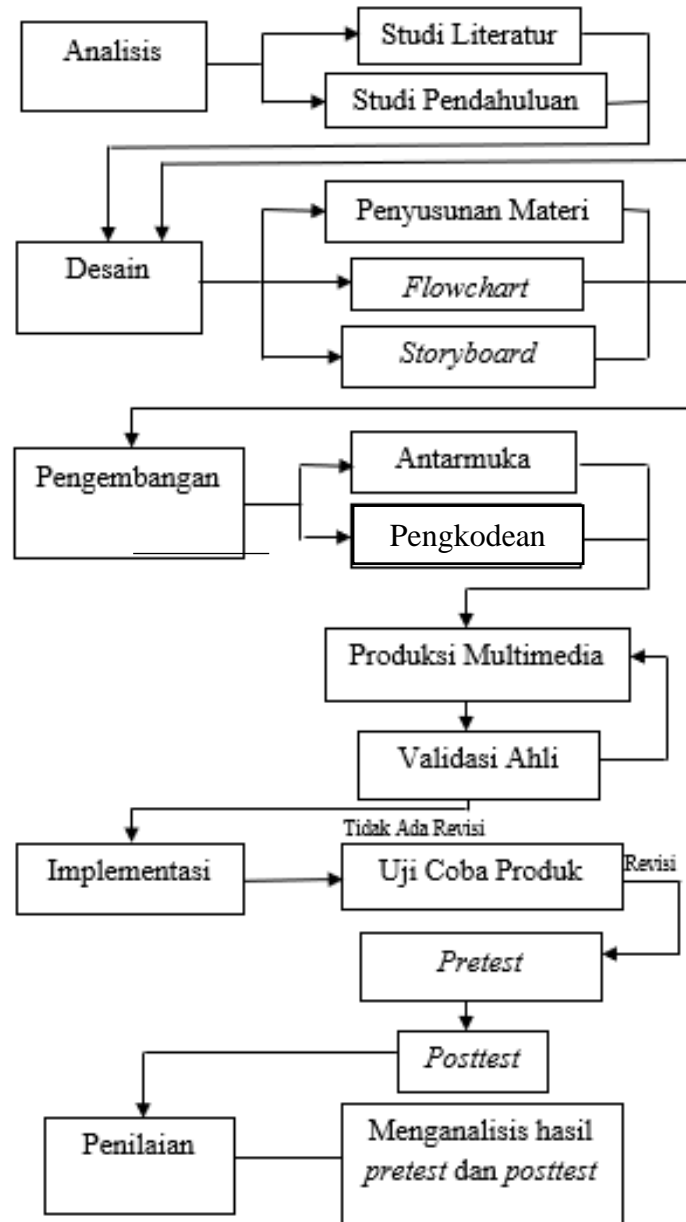 Analisis
Studi Literatur
Studi Pendahuluan
Desain
Penyusunan Materi
Flowchart
Storyboard
Pengembangan
Antarmuka
Pengkodean
Produksi Multimedia
Validasi Ahli
Tidak Ada Revisi
Implementasi
Uji Coba Produk
Revisi
Pretest
Posttest
Penilaian
Menganalisis hasil
pretest dan posttest